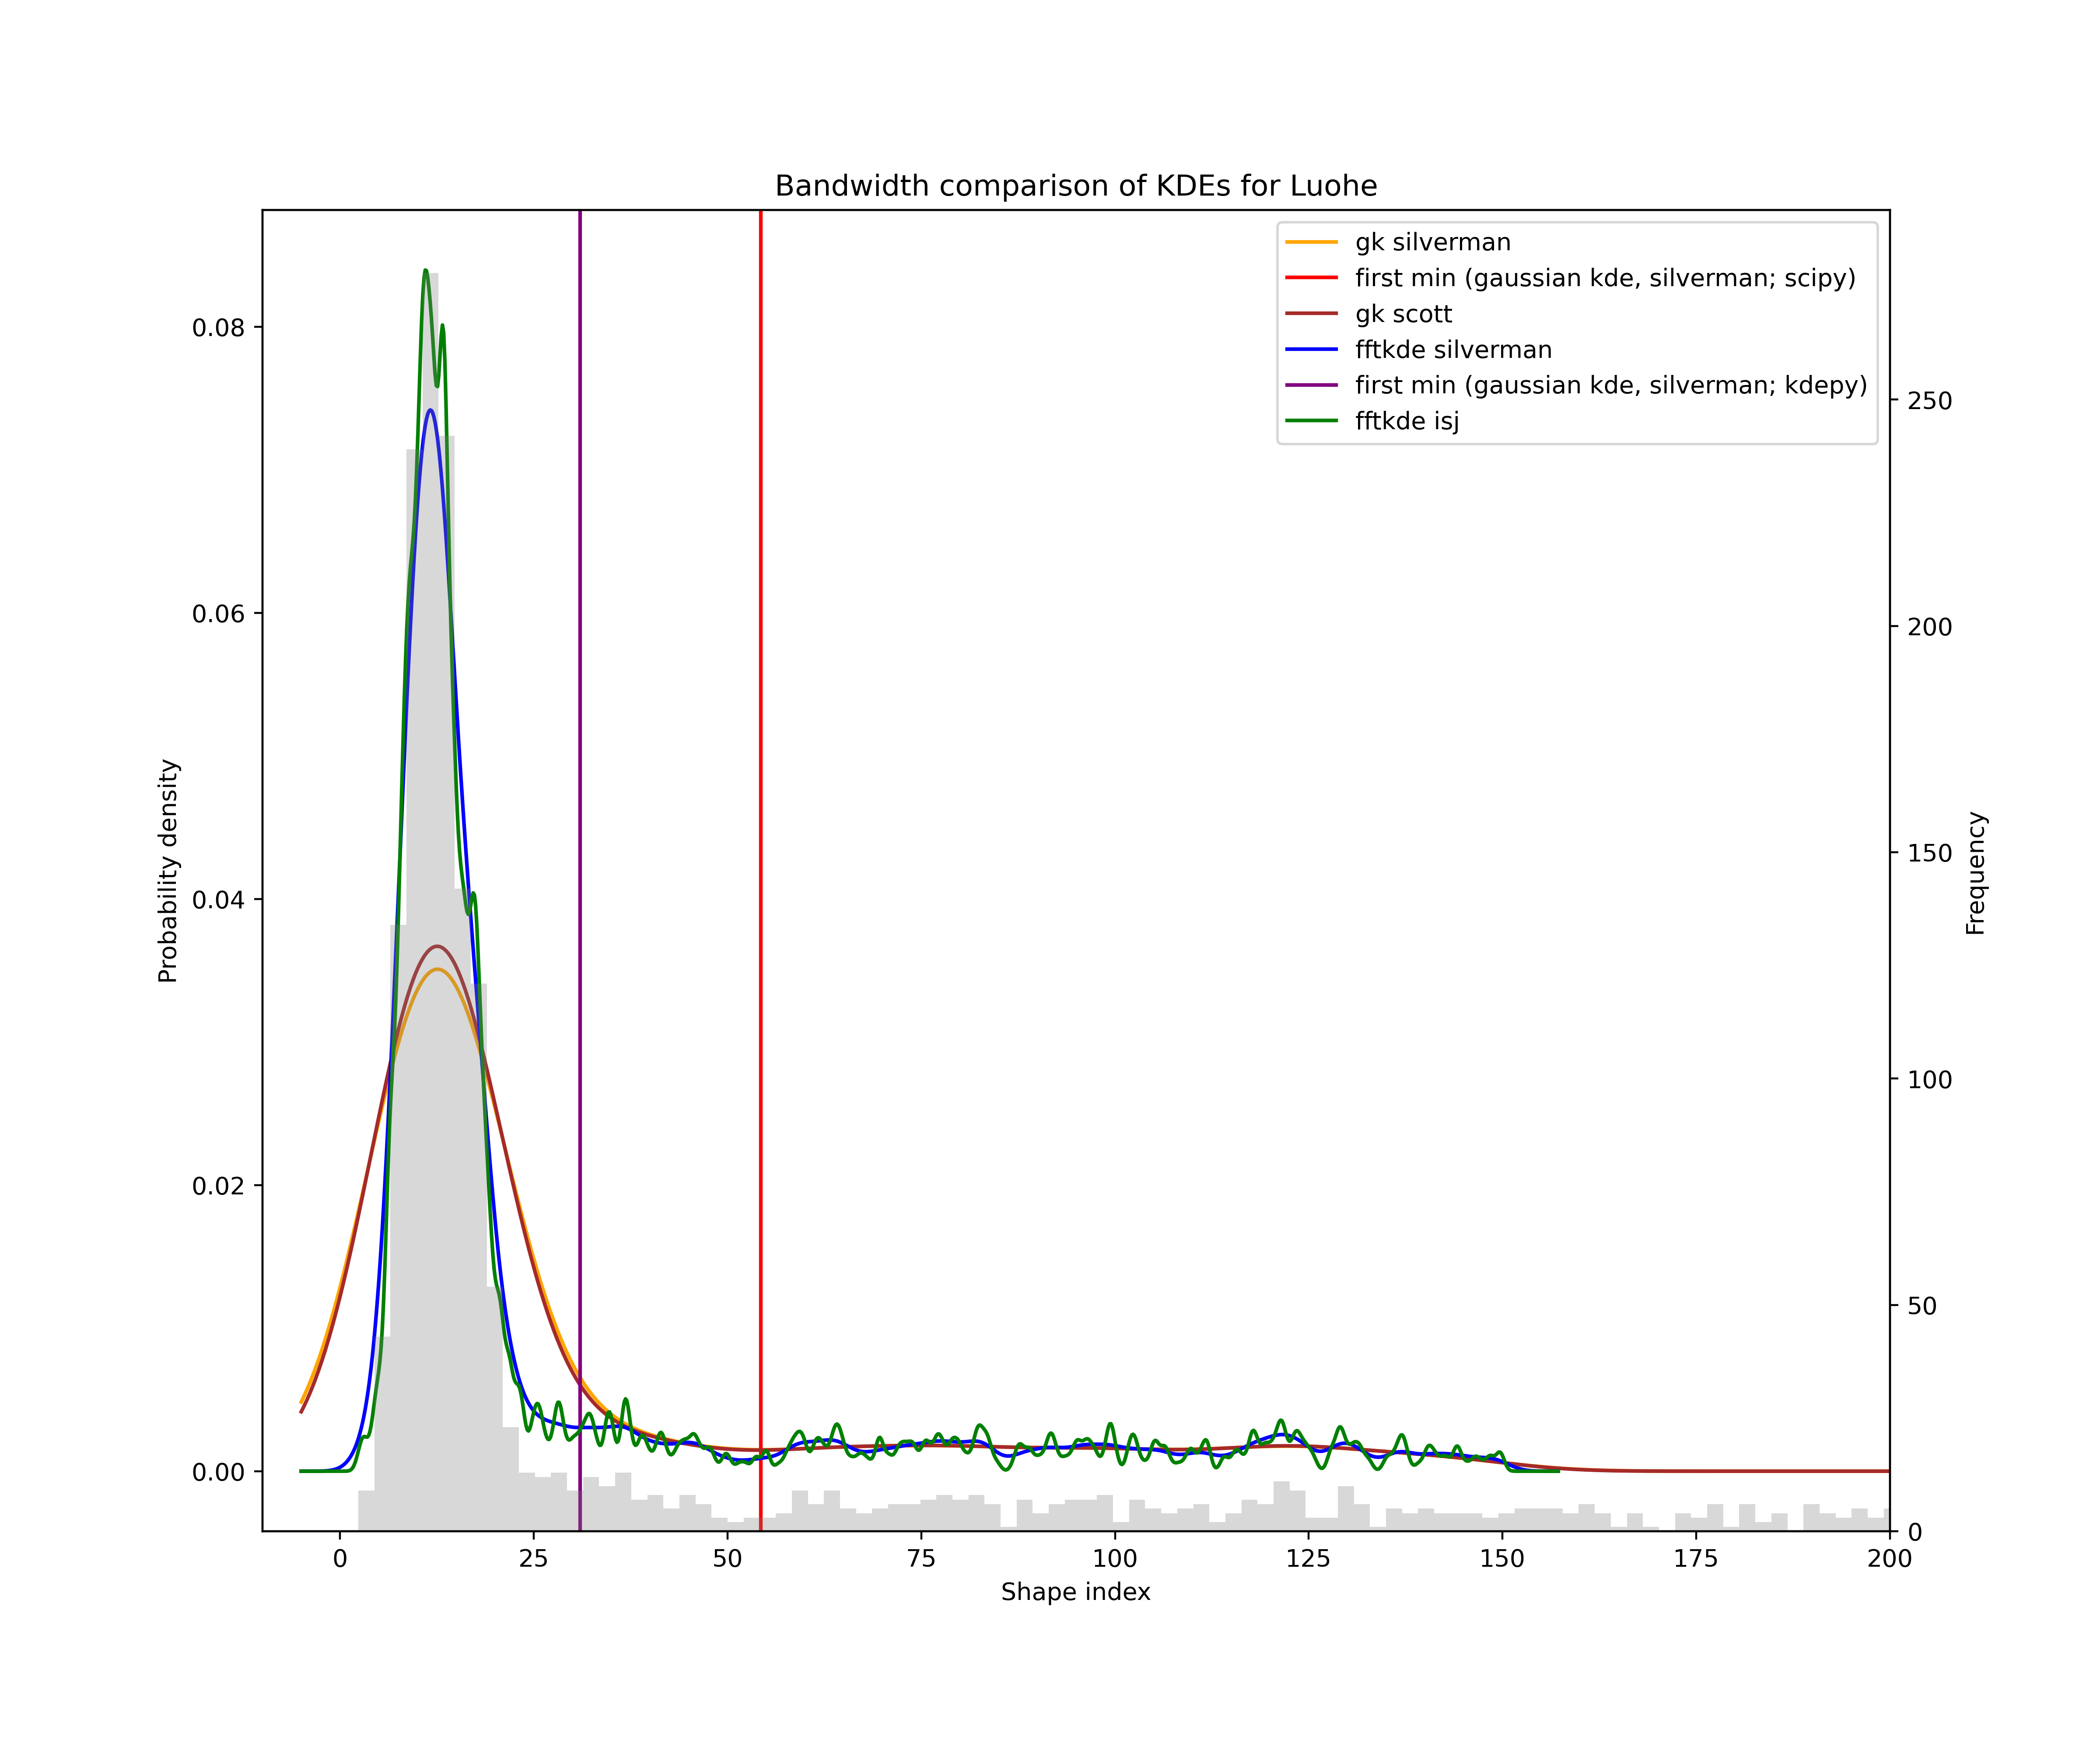 Bandwidth comparison of KDEs for Luohe
gk silverman
first min (gaussian kde, silverman; scipy)
gk scott
fftkde silverman
first min (gaussian kde, silverman; kdepy)
fftkde isj
Probability density
0.08
0.06
0.04
0.02
0.00
250
200
150
100
50
0
Frequency
0 25 50 75 100 125 150 175 200
Shape index